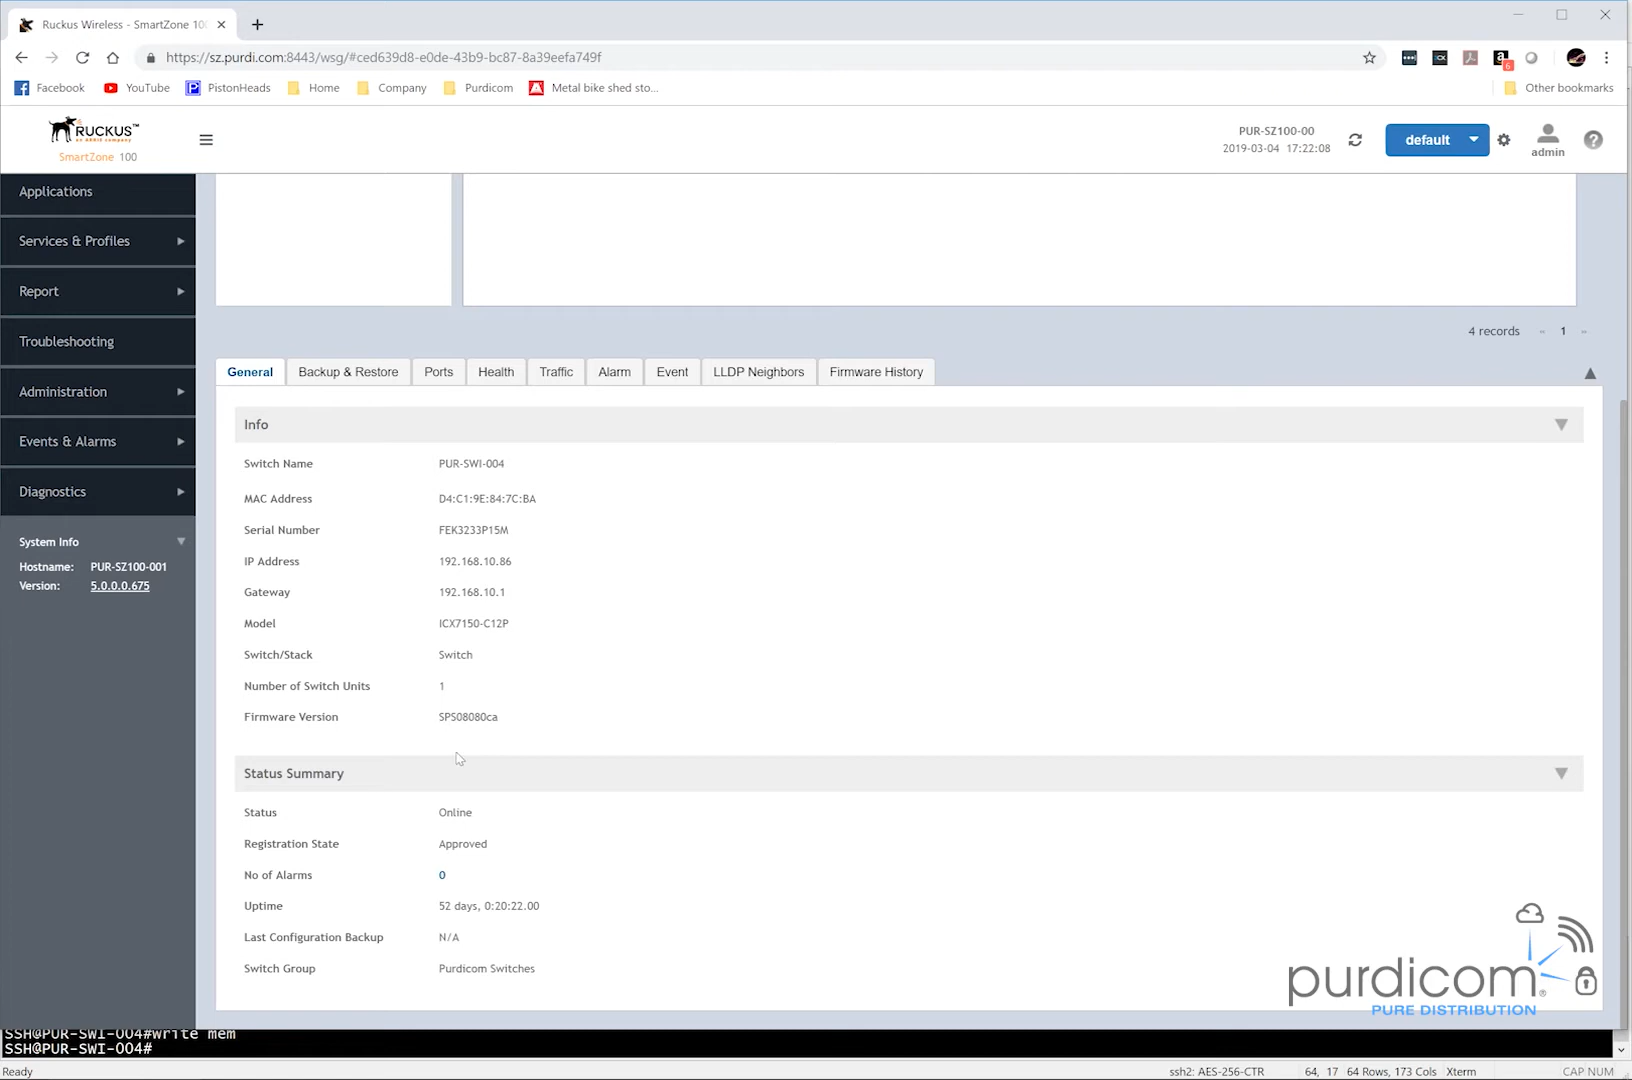 Ruckus Wireless - SmartZone 10
https://sz.purdi.com:8443/wsg/#ced639d8-e0de-43b9-bc87-8a39eefa749f
6
Facebook YouTube PistonHeads Home Company Purdicom Metal bike shed sto... Other bookmarks
RUCKUS™
an ARRIS company
SmartZone 100
PUR-SZ100-00
2019-03-04 17:22:08
default
admin
Applications
Services & Profiles
Report
Troubleshooting
Administration
Events & Alarms
Diagnostics
System Info
Hostname: PUR-SZ100-001
Version: 5.0.0.0.675
4 records 1
General Backup & Restore Ports Health Traffic Alarm Event LLDP Neighbors Firmware History
Info
Switch Name PUR-SWI-004
MAC Address D4:C1:9E:84:7C:BA
Serial Number FEK3233P15M
IP Address 192.168.10.86
Gateway 192.168.10.1
Model ICX7150-C12P
Switch/Stack Switch
Number of Switch Units 1
Firmware Version SPS08080ca
Status Summary
Status Online
Registration State Approved
No of Alarms 0
Uptime 52 days, 0:20:22.00
Last Configuration Backup N/A
Switch Group Purdicom Switches
purdicom®
PURE DISTRIBUTION
SSH@PUR-SWI-004#write mem
SSH@PUR-SWI-004#
Ready ssh2: AES-256-CTR 64, 17 64 Rows, 173 Cols Xterm CAP NUM